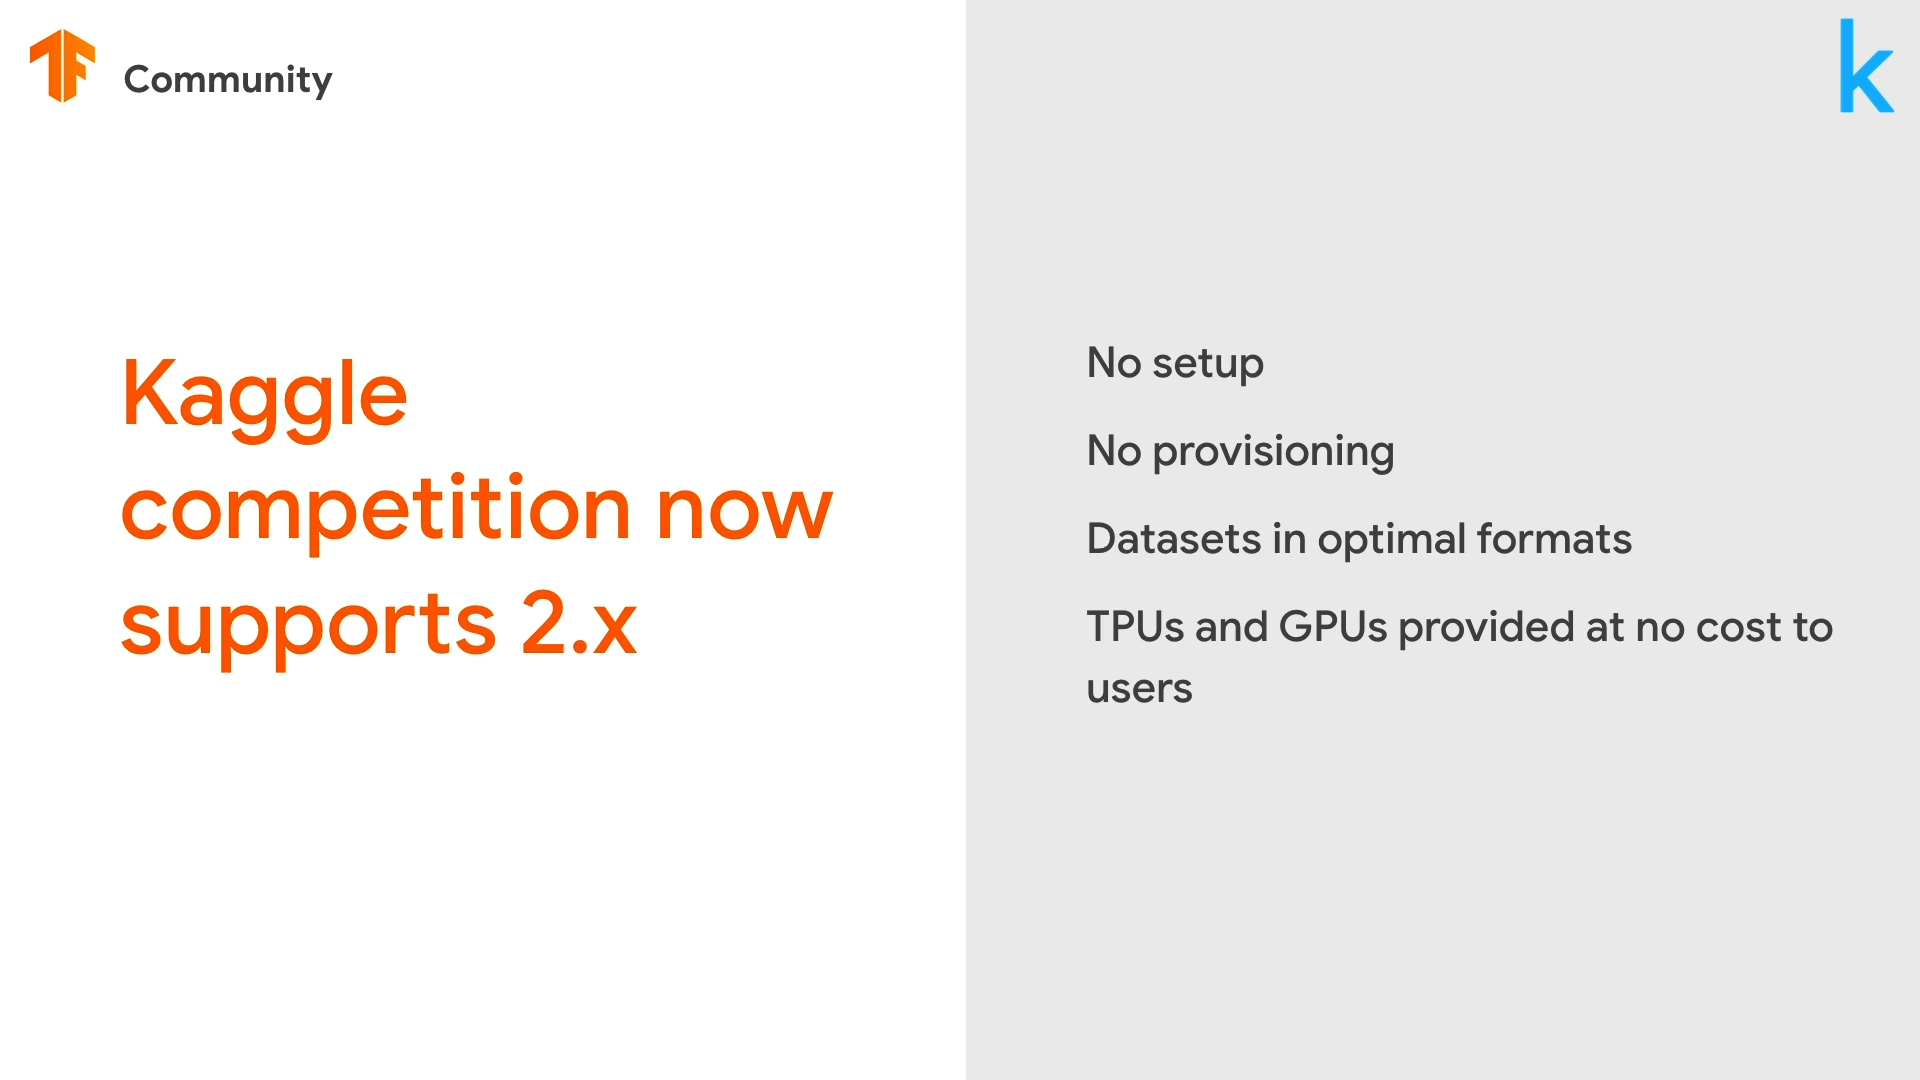 Community
Kaggle
competition now
supports 2.x
k
No setup
No provisioning
Datasets in optimal formats
TPUs and GPUs provided at no cost to
users